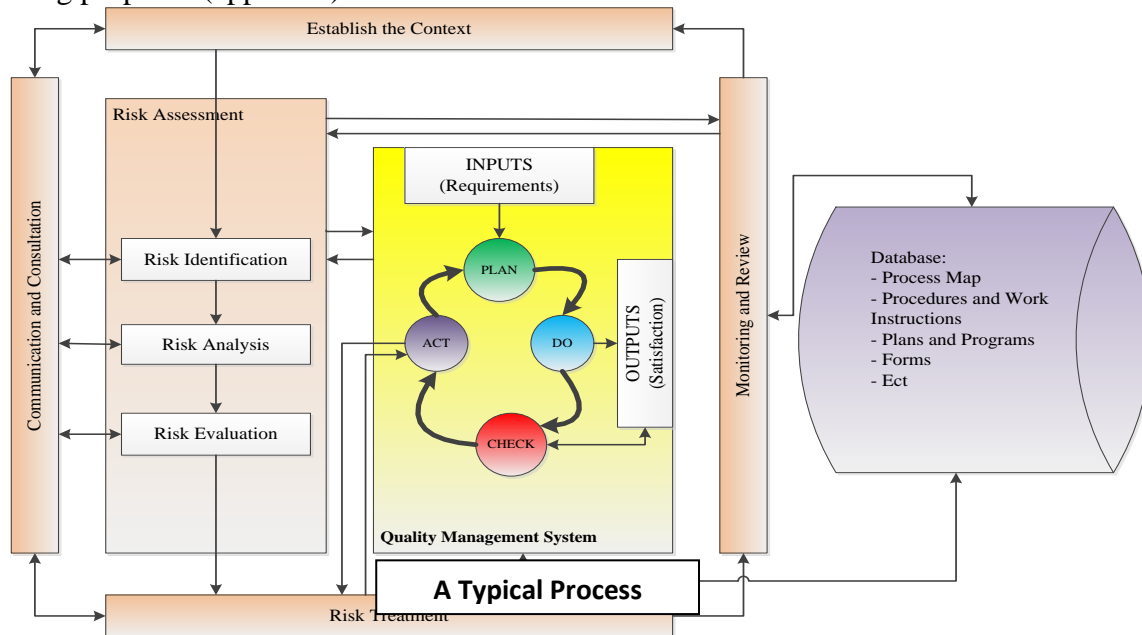 Establish the Context
Risk Assessment
INPUTS
(Requirements)
Communication and Consultation
Risk Identification
PLAN
Risk Analysis
ACT
DO
OUTPUTS
(Satisfaction)
Monitoring and Review
Database:
- Process Map
- Procedures and Work
Instructions
- Plans and Programs
- Forms
- Ect
Risk Evaluation
CHECK
Quality Management System
A Typical Process
Risk Treatment